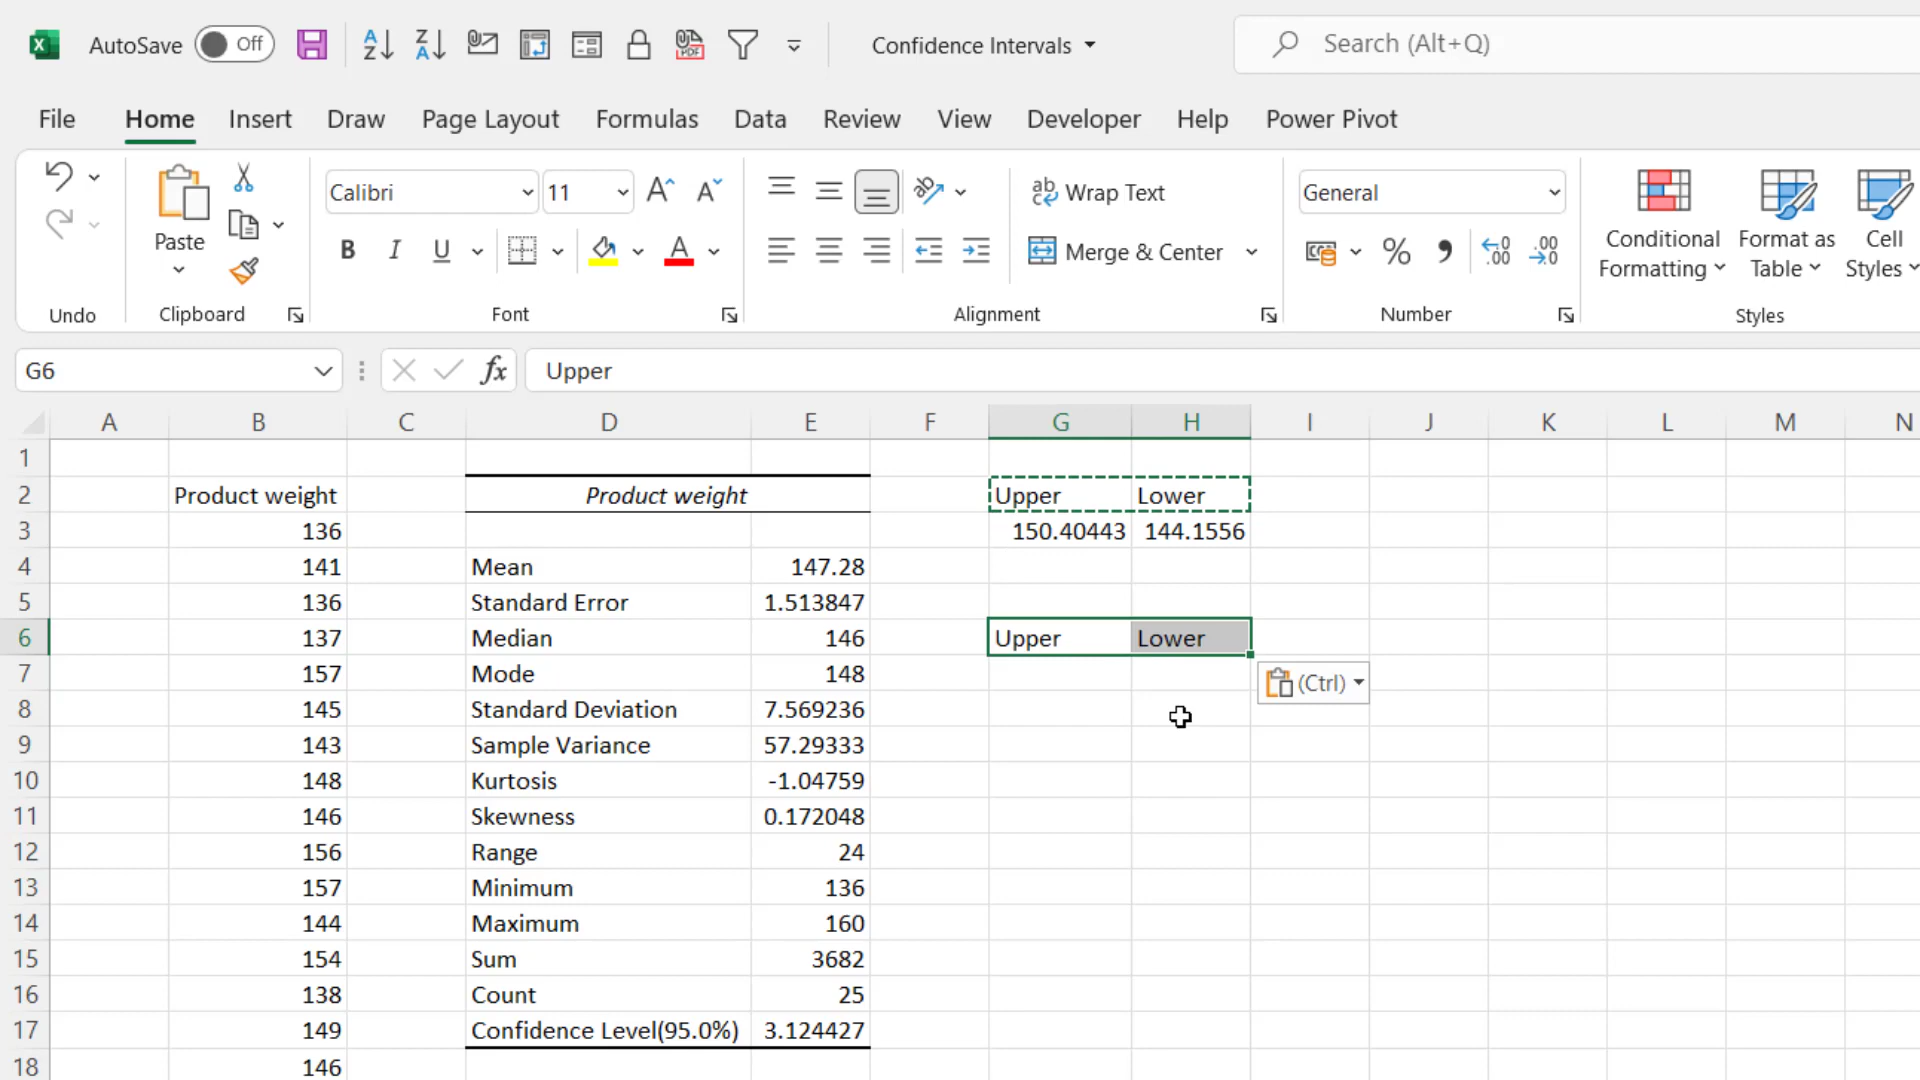 AutoSave Off Confidence Intervals Search (Alt+Q)
File Home Insert Draw Page Layout Formulas Data Review View Developer Help Power Pivot
Undo
Paste
Clipboard
Calibri 11
B I U A
Font
Wrap Text
Merge & Center
Alignment
General
% 
Number
Conditional Formatting
Format as Table
Cell Styles
Styles
G6 fx Upper
A B C D E F G H I J K L M N
1
2 Product weight Product weight Upper Lower
3 136 150.40443 144.1556
4 141 Mean 147.28
5 136 Standard Error 1.513847
6 137 Median 146 Upper Lower
7 157 Mode 148 (Ctrl)
8 145 Standard Deviation 7.569236
9 143 Sample Variance 57.29333
10 148 Kurtosis -1.04759
11 146 Skewness 0.172048
12 156 Range 24
13 157 Minimum 136
14 144 Maximum 160
15 154 Sum 3682
16 138 Count 25
17 149 Confidence Level(95.0%) 3.124427
18 146